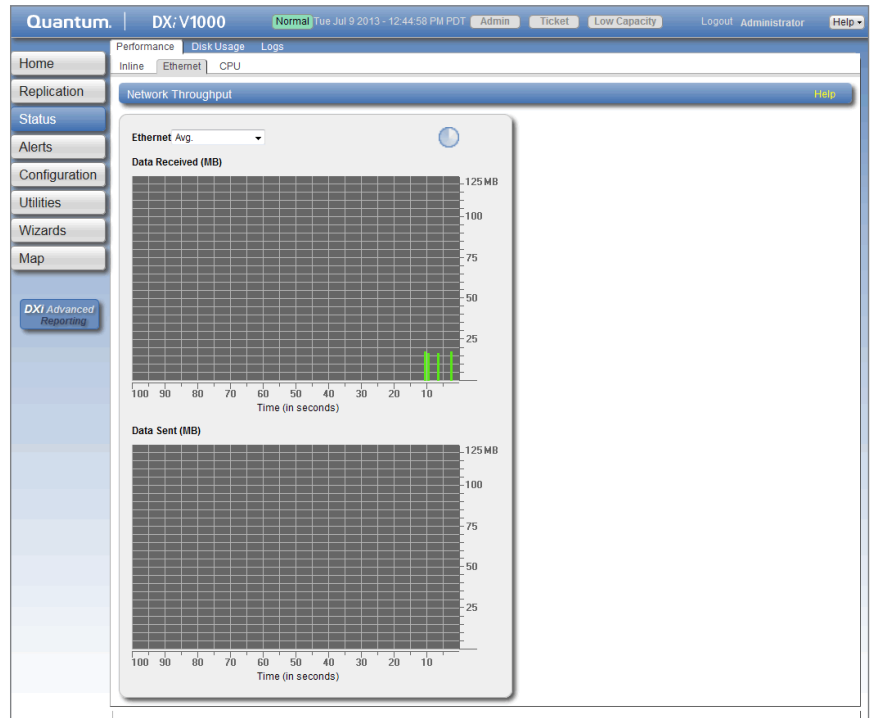 Quantum. DXi V1000 Normal Tue Jul 9 2013 - 12:44:58 PM PDT Admin Ticket Low Capacity Logout Administrator Help
Performance Disk Usage Logs
Inline Ethernet CPU
Home
Replication
Status
Alerts
Configuration
Utilities
Wizards
Map
DXi Advanced
Reporting
Network Throughput Help
Ethernet Avg.
Data Received (MB)
125 MB
100
75
50
25
100 90 80 70 60 50 40 30 20 10
Time (in seconds)
Data Sent (MB)
125 MB
100
75
50
25
100 90 80 70 60 50 40 30 20 10
Time (in seconds)